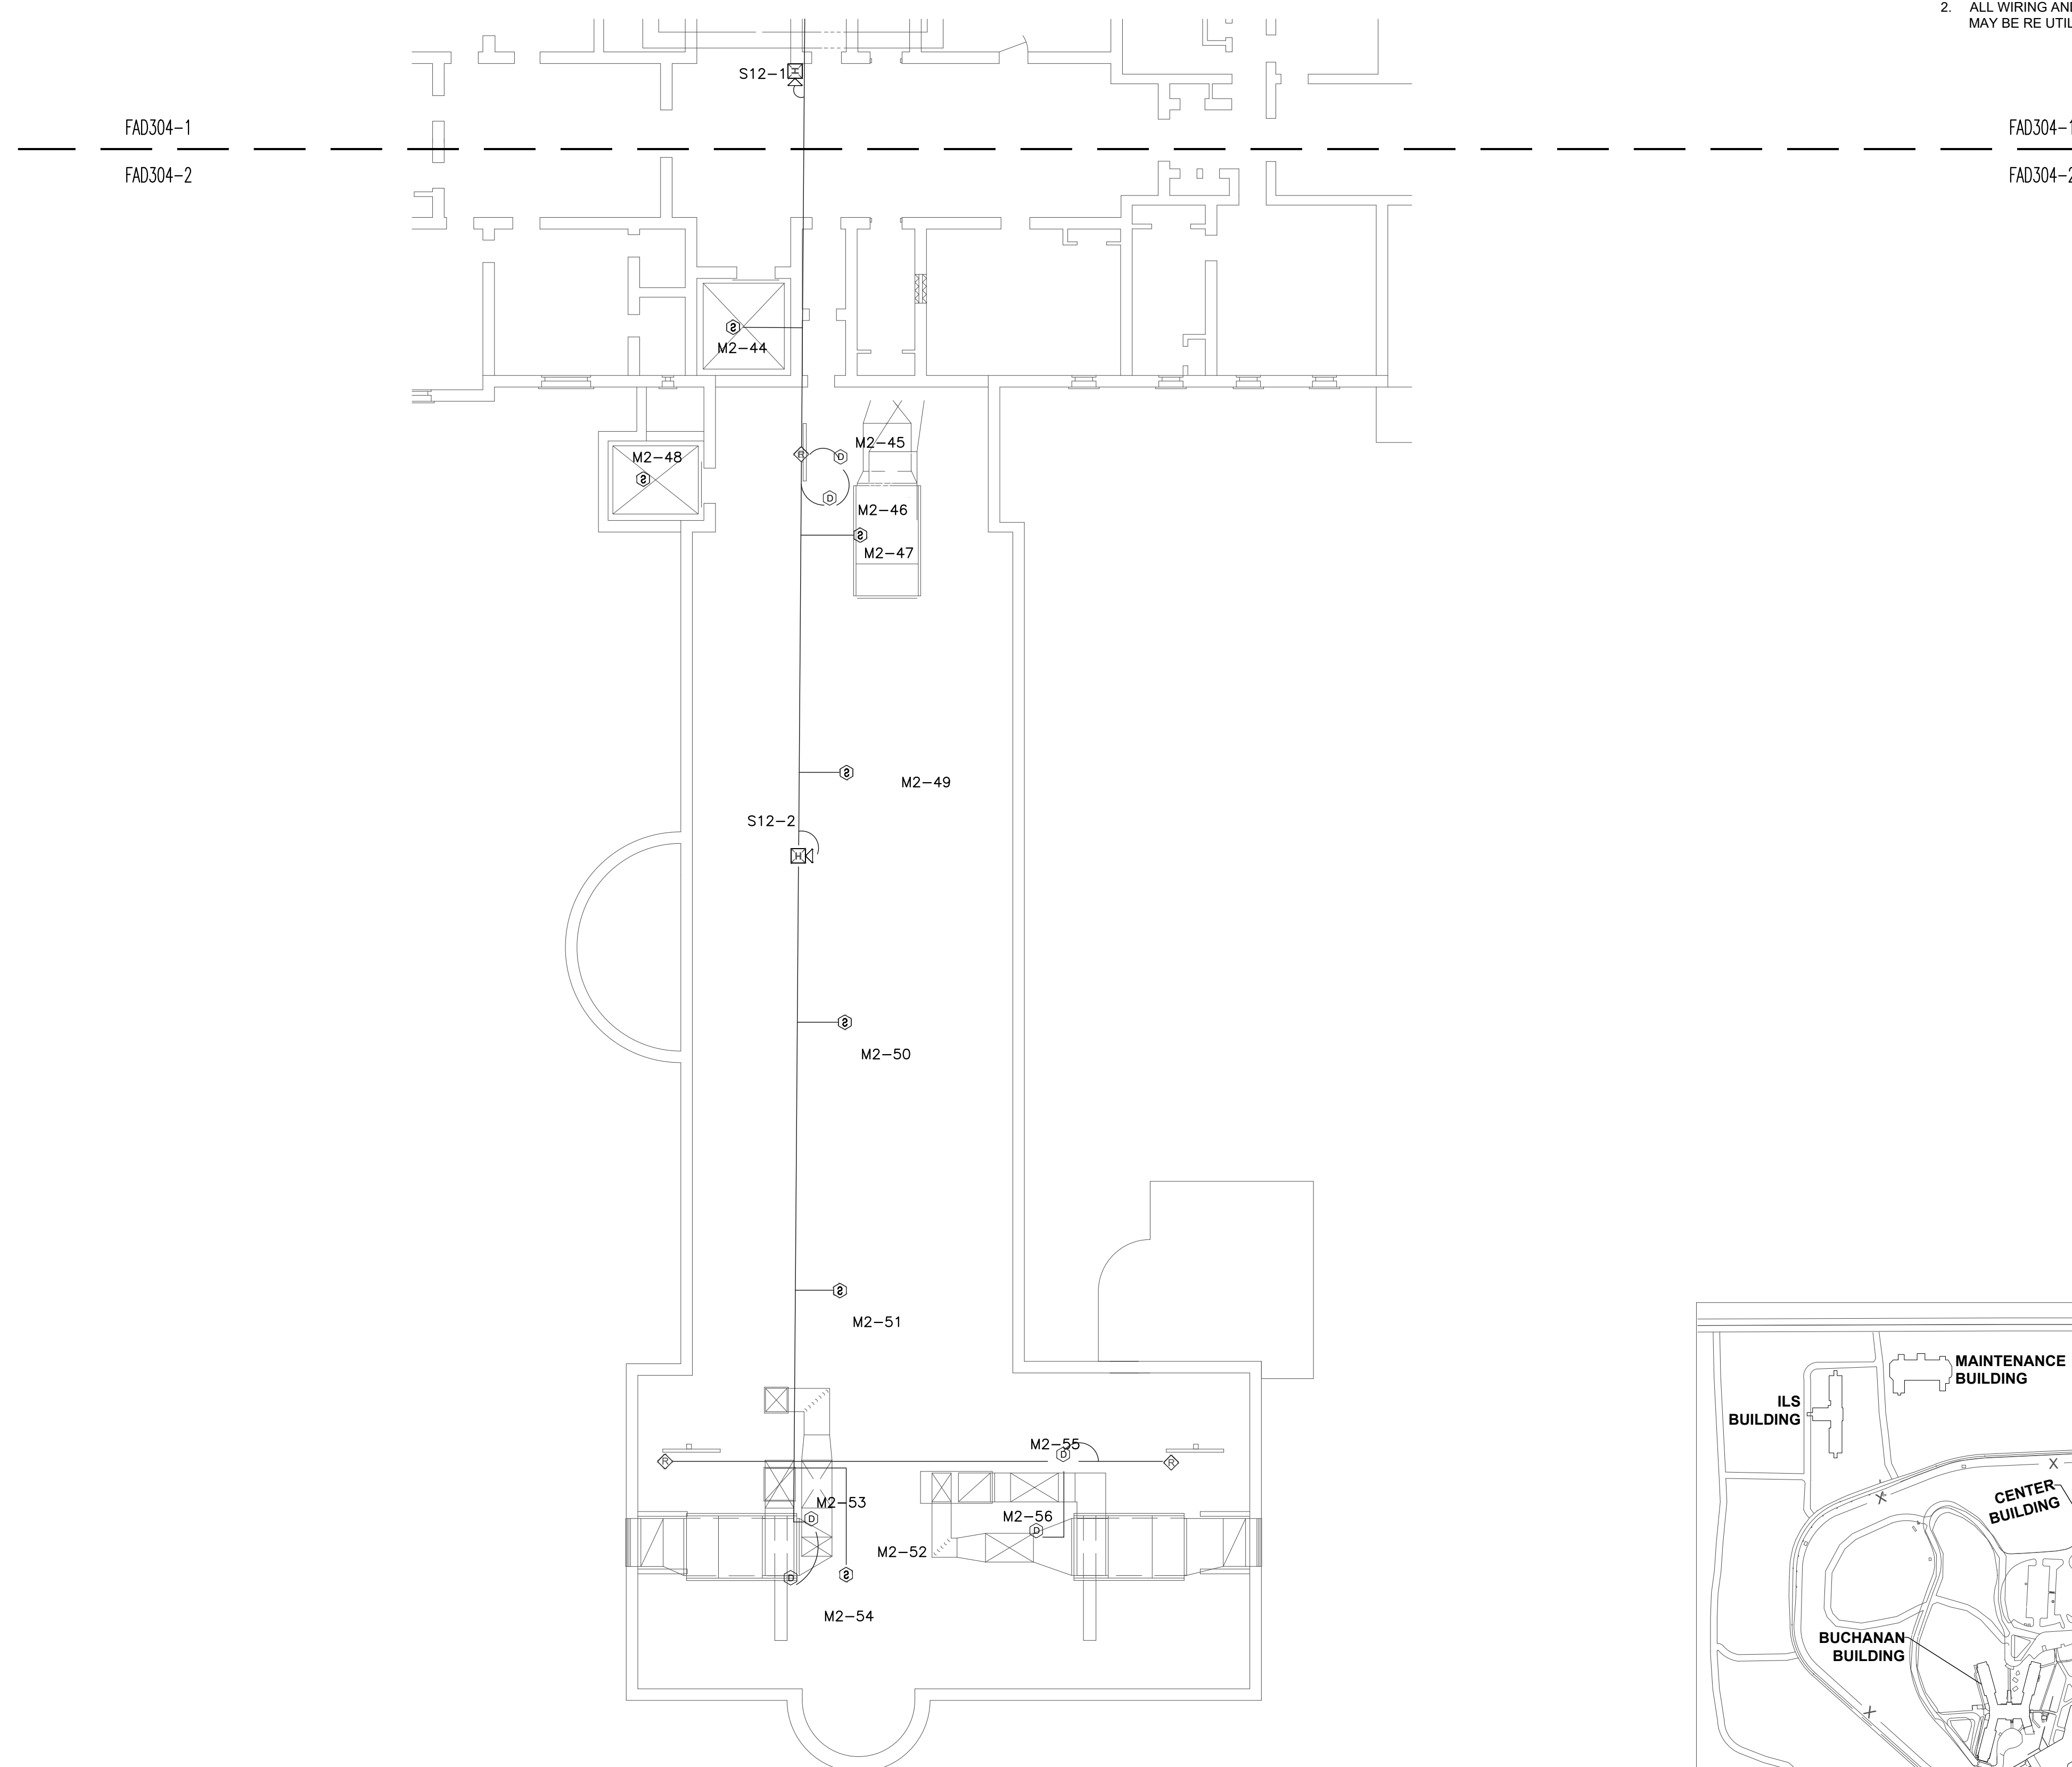 2. ALL WIRING AN
MAY BE RE UTIL
S12-1
H
FAD304-1
FAD304-1
FAD304-2
FAD304-2
S
M2-44
M2-45
R
D
M2-48
S
D
M2-46
S
M2-47
S
M2-49
S12-2
H
S
M2-50
S
M2-51
MAINTENANCE
BUILDING
ILS
BUILDING
M2-55
R
D
R
X
X
CENTER
BUILDING
M2-53
D
M2-56
D
M2-52
S
D
M2-54
BUCHANAN
BUILDING
X